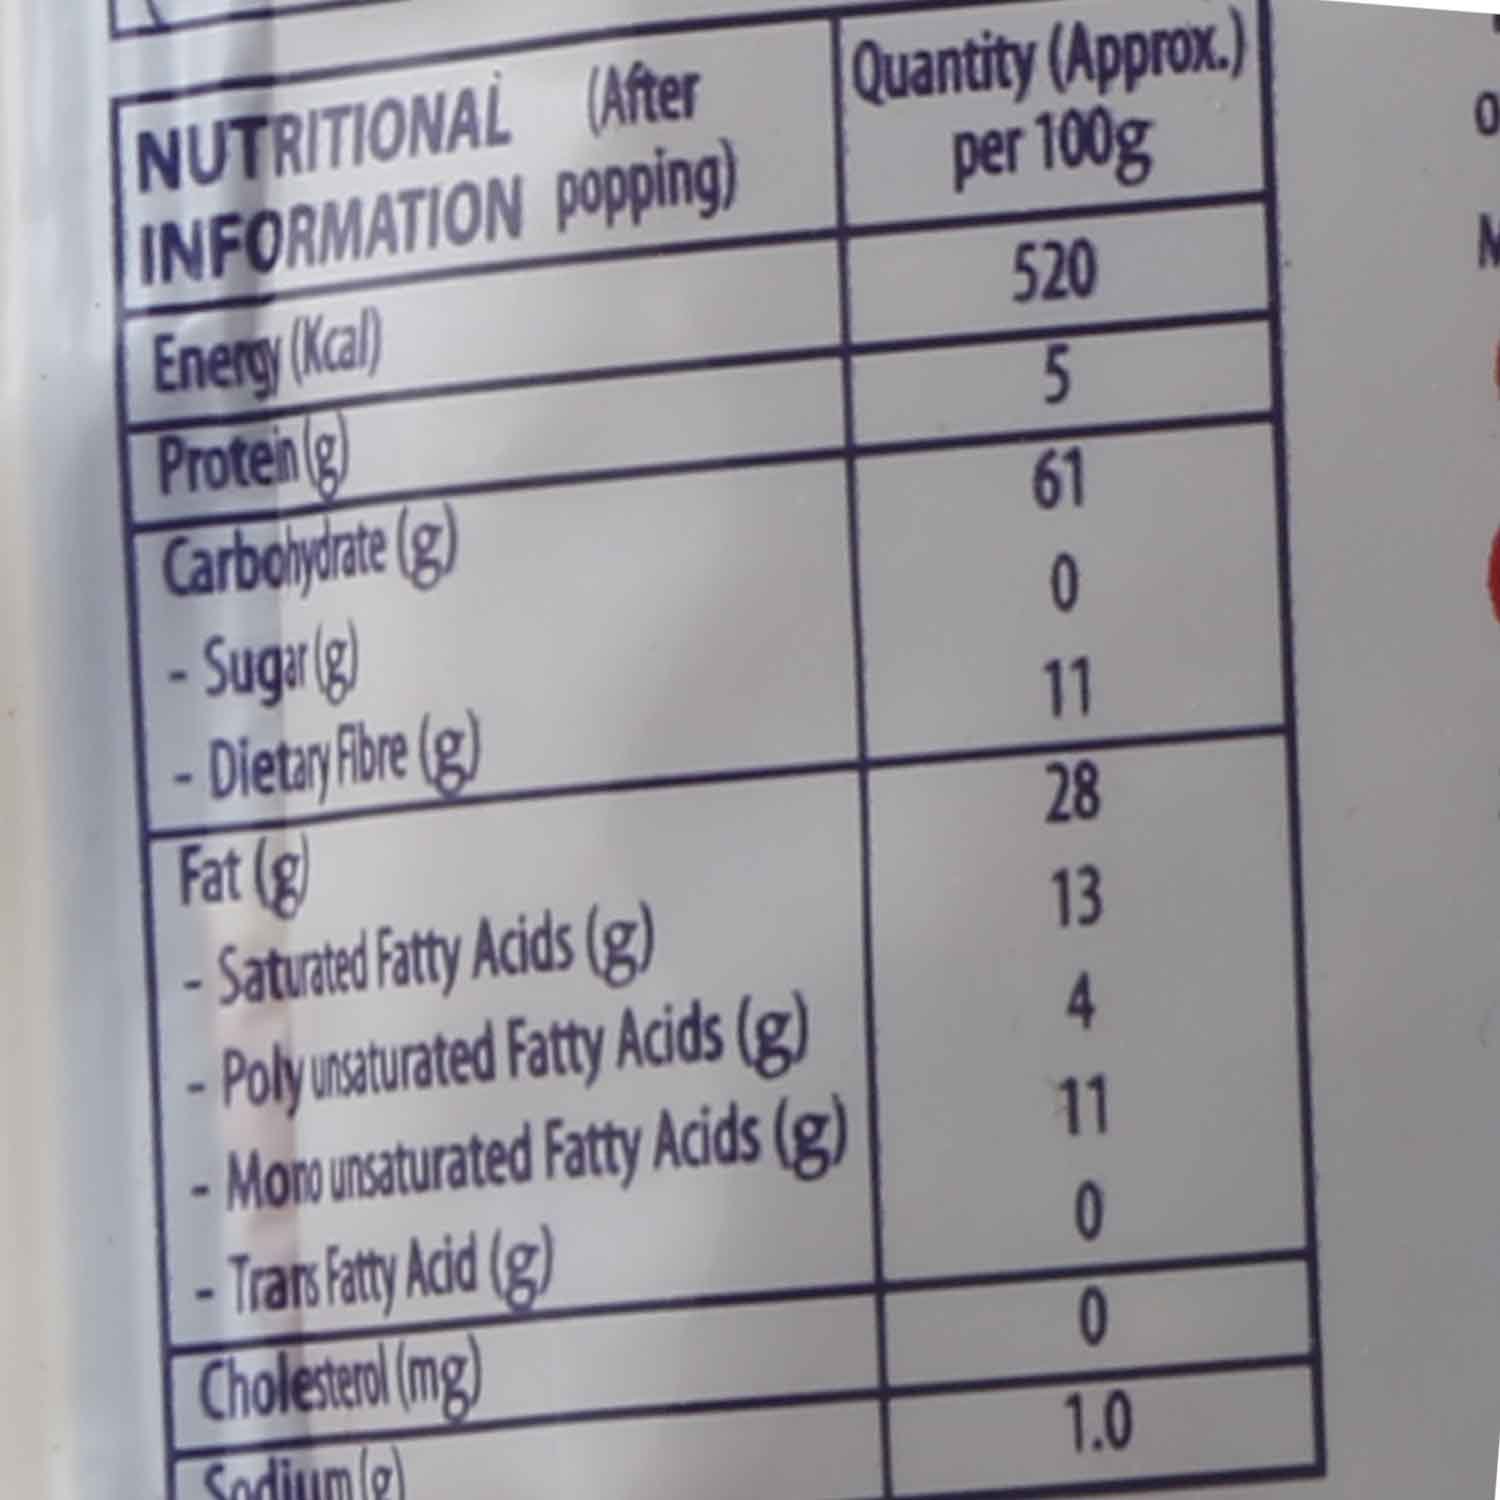 NUTRITIONAL (After
INFORMATION popping)
Quantity (Approx.)
per 100g
Energy (Kcal) 520
Protein (g) 5
Carbohydrate (g) 61
- Sugar (g) 0
- Dietary Fibre (g) 11
Fat (g) 28
- Saturated Fatty Acids (g) 13
- Poly unsaturated Fatty Acids (g) 4
- Mono unsaturated Fatty Acids (g) 11
- Trans Fatty Acid (g) 0
Cholesterol (mg) 0
Sodium (g) 1.0